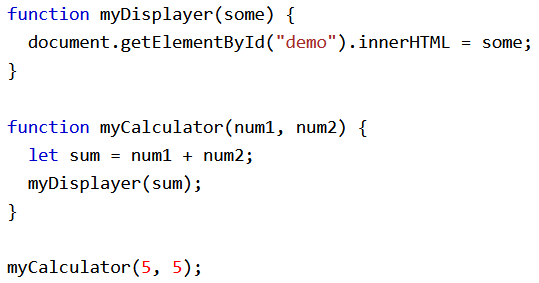 function myDisplayer(some) {
  document.getElementById("demo").innerHTML = some;
}

function myCalculator(num1, num2) {
  let sum = num1 + num2;
  myDisplayer(sum);
}

myCalculator(5, 5);